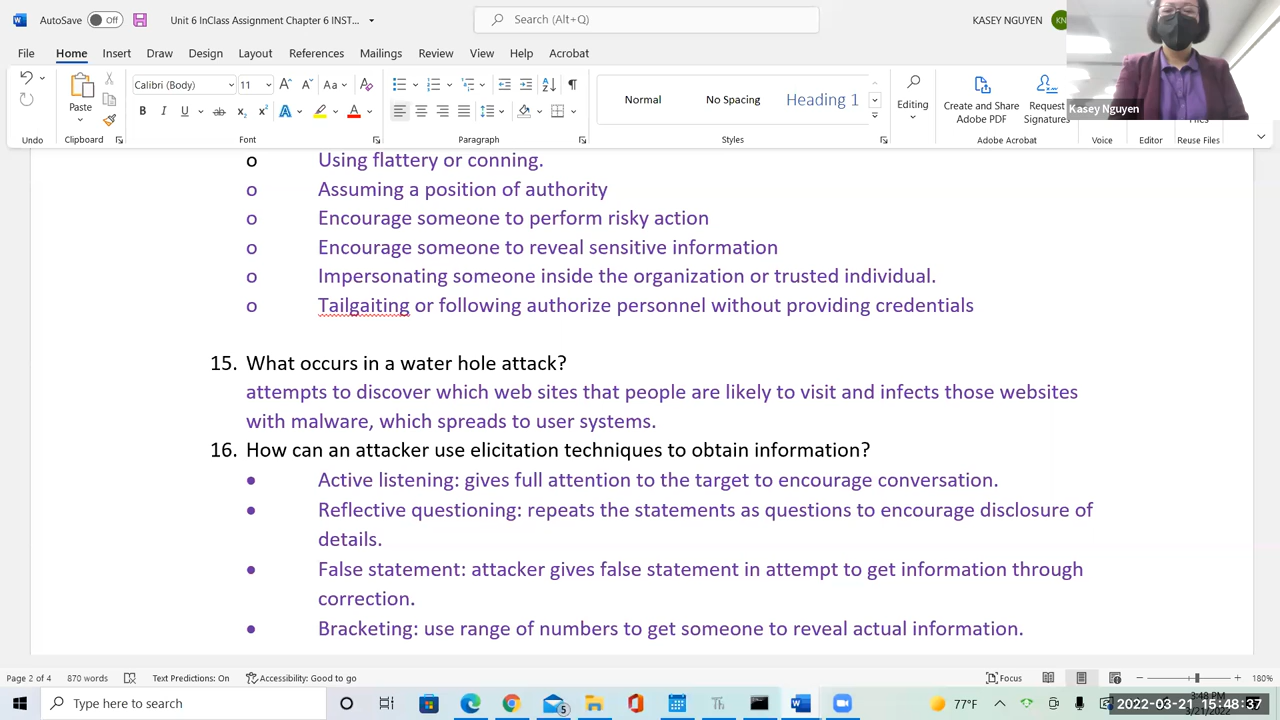 AutoSave Off Unit 6 InClass Assignment Chapter 6 INST... Search (Alt+Q) KASEY NGUYEN KN
File Home Insert Draw Design Layout References Mailings Review View Help Acrobat
Calibri (Body) 11
Paste
Normal No Spacing Heading 1
Editing
Create and Share Adobe PDF
Request Signatures
Kasey Nguyen
Undo Clipboard Font Paragraph Styles Adobe Acrobat Voice Editor Reuse Files
o Using flattery or conning.
o Assuming a position of authority
o Encourage someone to perform risky action
o Encourage someone to reveal sensitive information
o Impersonating someone inside the organization or trusted individual.
o Tailgaiting or following authorize personnel without providing credentials
15. What occurs in a water hole attack?
attempts to discover which web sites that people are likely to visit and infects those websites
with malware, which spreads to user systems.
16. How can an attacker use elicitation techniques to obtain information?
• Active listening: gives full attention to the target to encourage conversation.
• Reflective questioning: repeats the statements as questions to encourage disclosure of
details.
• False statement: attacker gives false statement in attempt to get information through
correction.
• Bracketing: use range of numbers to get someone to reveal actual information.
Page 2 of 4 870 words Text Predictions: On Accessibility: Good to go Focus 180%
Type here to search 5 77°F 3:48 PM
2022-03-21 15:48:37
3/21/2022